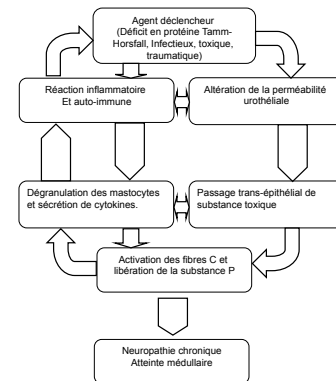 Agent déclencheur
(Déficit en protéine Tamm-
Horsfall, Infectieux, toxique,
traumatique)
Réaction inflammatoire
Et auto-immune
Altération de la perméabilité
urothéliale
Dégranulation des mastocytes
et sécrétion de cytokines.
Passage trans-épithélial de
substance toxique
Activation des fibres C et
libération de la substance P
Neuropathie chronique
Atteinte médullaire